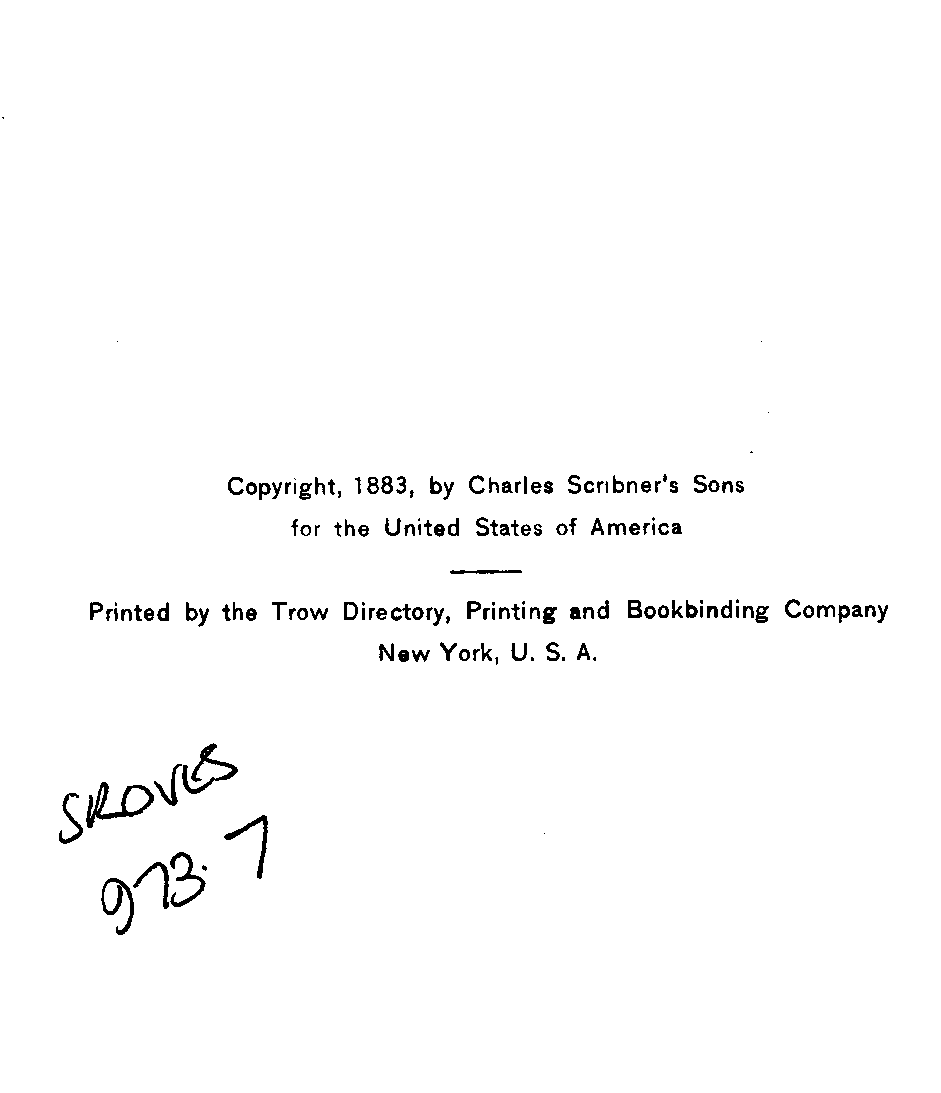 Copyright, 1883, by Charles Scribner's Sons
for the United States of America
Printed by the Trow Directory, Printing and Bookbinding Company
New York, U. S. A.
973.7